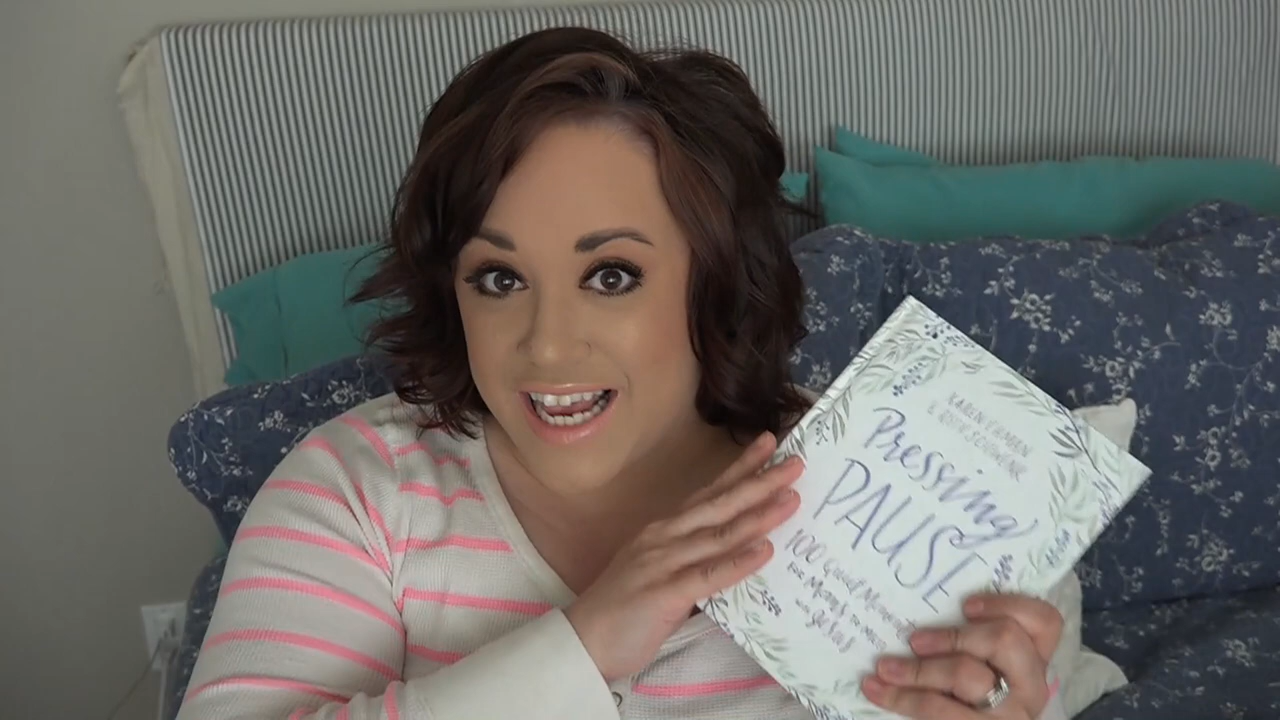 KAREN EHMAN
& RUTH SCHWENK
Pressing
PAUSE
100 Quiet Moments
FOR MOMS TO MEET
WITH JESUS